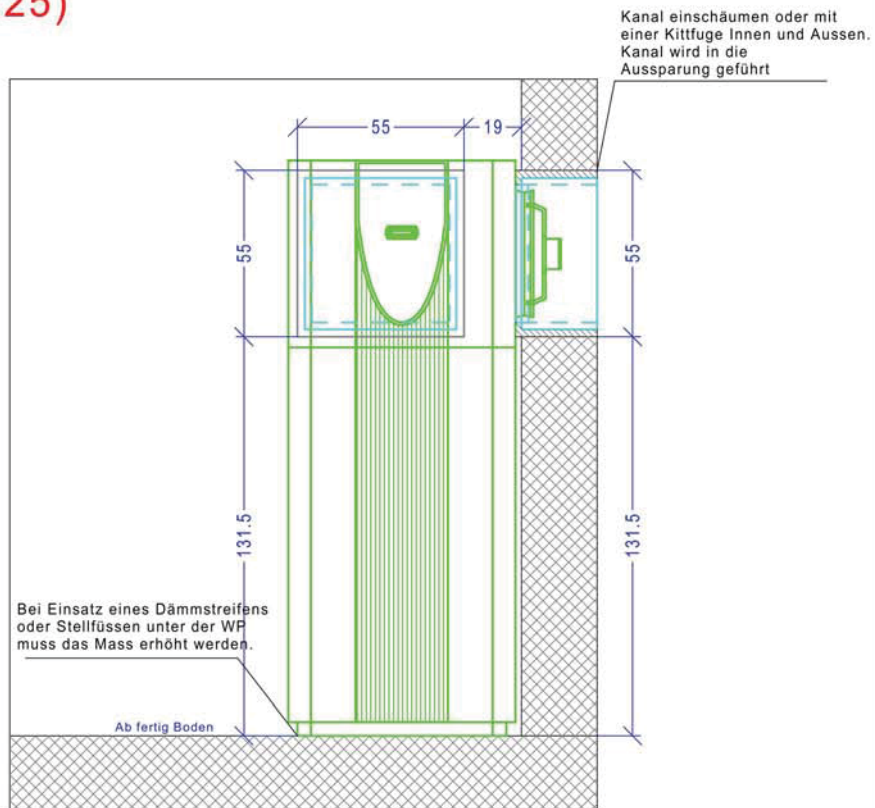 25)
Kanal einschäumen oder mit
einer Kittfuge Innen und Aussen.
Kanal wird in die
Aussparung geführt
55
19
55
55
131.5
131.5
Bei Einsatz eines Dämmstreifens
oder Stellfüssen unter der WP
muss das Mass erhöht werden.
Ab fertig Boden